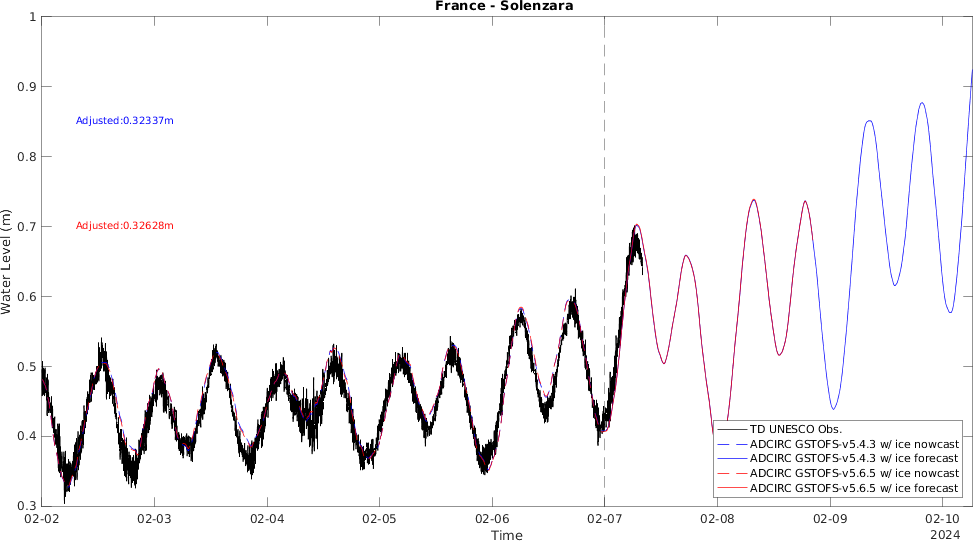 France - Solenzara
1
0.9
0.8
0.7
0.6
0.5
0.4
0.3
Water Level (m)
Adjusted:0.32337m
Adjusted:0.32628m
TD UNESCO Obs.
ADCIRC GSTOFS-v5.4.3 w/ ice nowcast
ADCIRC GSTOFS-v5.4.3 w/ ice forecast
ADCIRC GSTOFS-v5.6.5 w/ ice nowcast
ADCIRC GSTOFS-v5.6.5 w/ ice forecast
02-02 02-03 02-04 02-05 02-06 02-07 02-08 02-09 02-10
Time 2024